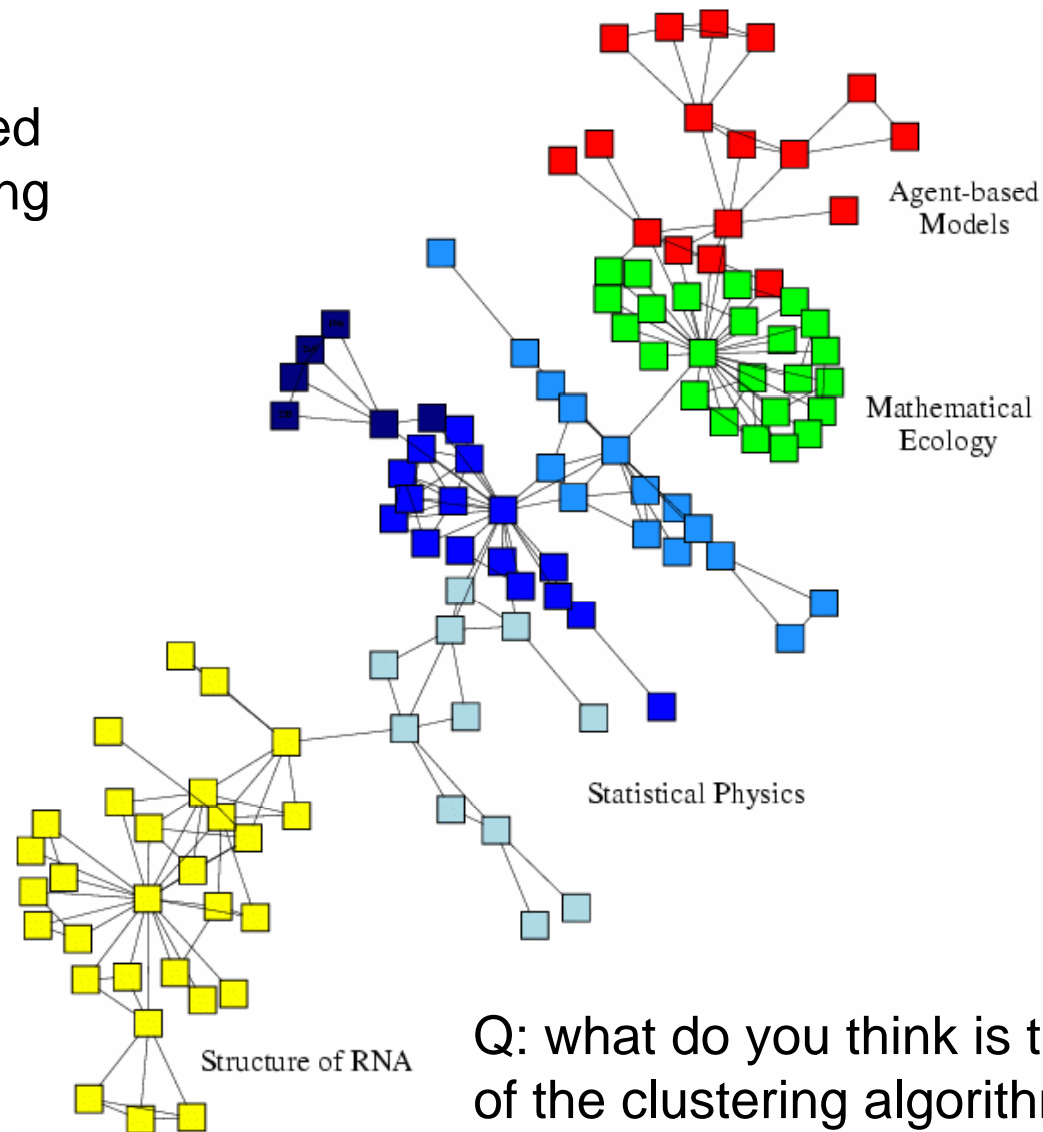 ed
ng
Agent-based
Models
Mathematical
Ecology
Statistical Physics
Structure of RNA
Q: what do you think is t
of the clustering algorithm